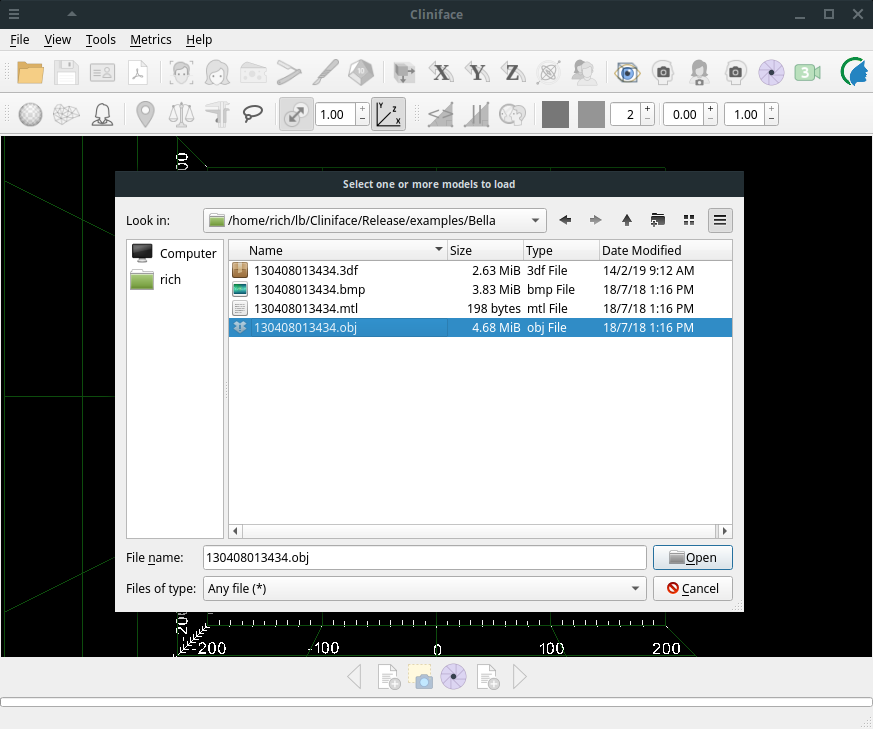 Cliniface
File View Tools Metrics Help
10 X Y Z 3
1.00 Y Z X 2 0.00 1.00
Select one or more models to load
Look in: /home/rich/lb/Cliniface/Release/examples/Bella
Computer
rich
Name Size Type Date Modified
130408013434.3df 2.63 MiB 3df File 14/2/19 9:12 AM
130408013434.bmp 3.83 MiB bmp File 18/7/18 1:16 PM
130408013434.mtl 198 bytes mtl File 18/7/18 1:16 PM
130408013434.obj 4.68 MiB obj File 18/7/18 1:16 PM
File name: 130408013434.obj Open
Files of type: Any file (*) Cancel
-200 -100 0 100 200